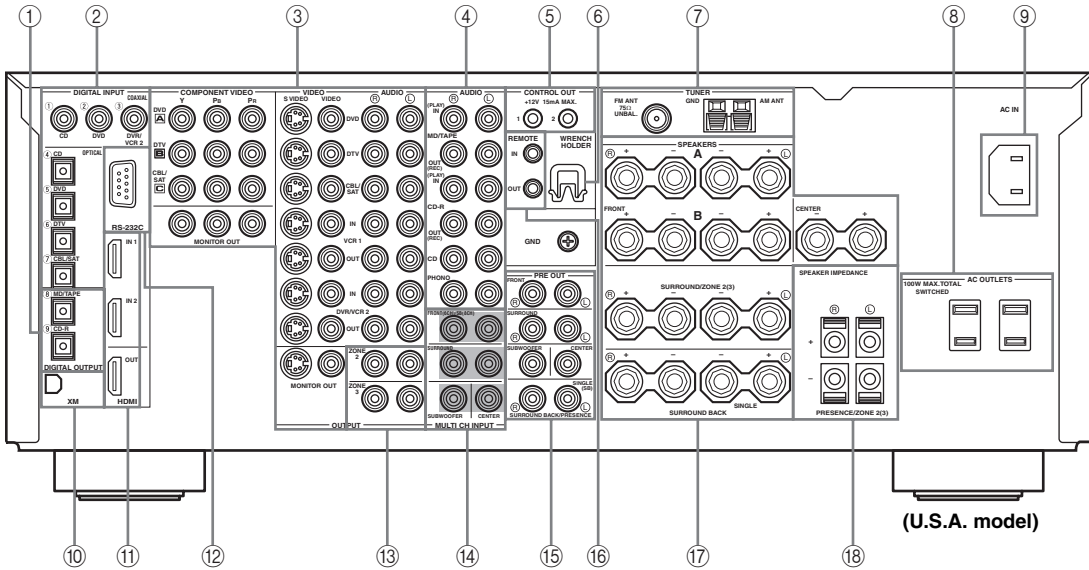 ① ② ③ ④ ⑤ ⑥ ⑦ ⑧ ⑨
DIGITAL INPUT
COAXIAL
① ② ③
CD DVD DVR/
VCR 2
OPTICAL
④ CD
⑤ DVD
⑥ DTV
⑦ CBL/SAT
⑧ MD/TAPE
⑨ CD-R
DIGITAL OUTPUT
XM
RS-232C
IN 1
IN 2
OUT
HDMI
COMPONENT VIDEO
Y PB PR
DVD
A
DTV
B
CBL/
SAT
C
MONITOR OUT
VIDEO
S VIDEO VIDEO
AUDIO
R L
DVD
DTV
CBL/
SAT
IN
VCR 1
OUT
IN
DVR/VCR 2
OUT
MONITOR OUT
ZONE
2
ZONE
3
OUTPUT
AUDIO
R L
(PLAY)
IN
MD/TAPE
OUT
(REC)
(PLAY)
IN
CD-R
OUT
(REC)
CD
PHONO
FRONT(6CH)/SB(8CH)
SURROUND
SUBWOOFER CENTER
MULTI CH INPUT
CONTROL OUT
+12V 15mA MAX.
1 2
REMOTE
IN
OUT
WRENCH
HOLDER
GND
PRE OUT
FRONT
R L
SURROUND
R L
SUBWOOFER CENTER
SINGLE
(SB)
R L
SURROUND BACK/PRESENCE
TUNER
FM ANT
75Ω
UNBAL.
GND AM ANT
SPEAKERS
R + – A – + L
FRONT
+ – B – +
CENTER
– +
SURROUND/ZONE 2(3)
R + – – + L
R + – – + L
SINGLE
SURROUND BACK
SPEAKER IMPEDANCE
R L
+
–
PRESENCE/ZONE 2(3)
AC IN
AC OUTLETS
100W MAX.TOTAL
SWITCHED
(U.S.A. model)
⑩ ⑪ ⑫ ⑬ ⑭ ⑮ ⑯ ⑰ ⑱